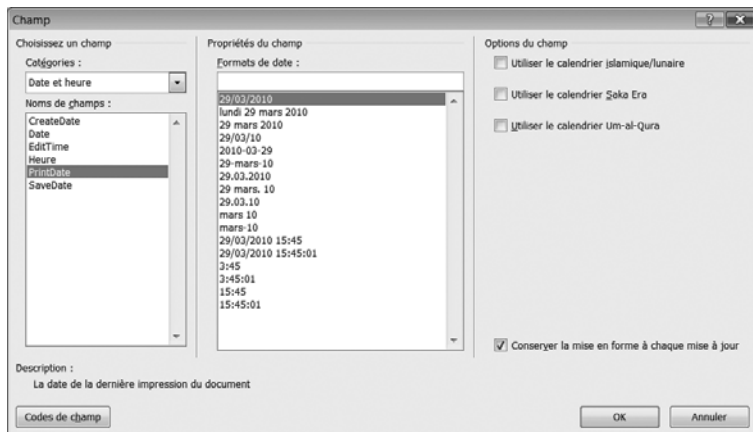 Champ
Choisissez un champ
Catégories :
Date et heure
Noms de champs :
CreateDate
Date
EditTime
Heure
PrintDate
SaveDate
Propriétés du champ
Formats de date :
29/03/2010
lundi 29 mars 2010
29 mars 2010
29/03/10
2010-03-29
29-mars-10
29.03.2010
29 mars. 10
29.03.10
mars 10
mars-10
29/03/2010 15:45
29/03/2010 15:45:01
3:45
3:45:01
15:45
15:45:01
Options du champ
Utiliser le calendrier islamique/lunaire
Utiliser le calendrier Saka Era
Utiliser le calendrier Um-al-Qura
Conserver la mise en forme à chaque mise à jour
Description :
La date de la dernière impression du document
Codes de champ
OK
Annuler